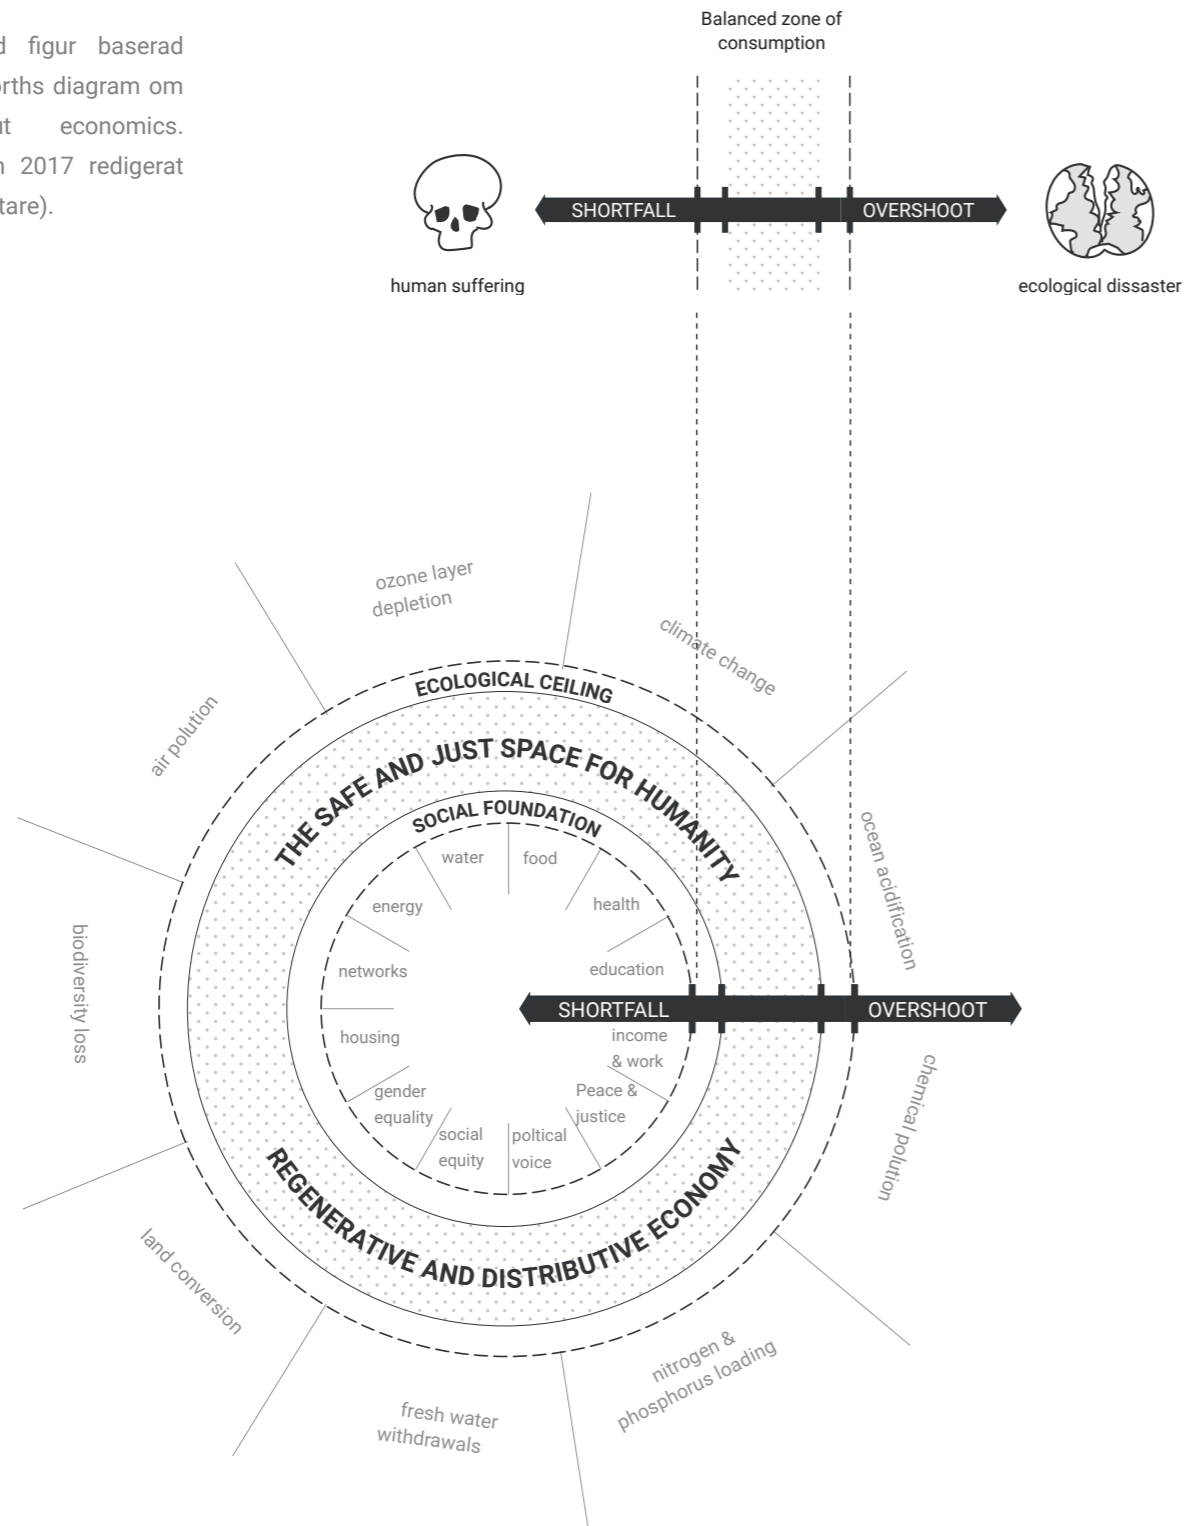 figur baserad
diagram om
economics.
2017 redigerat
Balanced zone of
consumption
SHORTFALL
OVERSHOOT
human suffering
ecological dissaster
ozone layer
depletion
climate change
air polution
ocean acidification
biodiversity loss
chemical polution
land conversion
nitrogen &
phosphorus loading
fresh water
withdrawals
ECOLOGICAL CEILING
THE SAFE AND JUST SPACE FOR HUMANITY
SOCIAL FOUNDATION
water
food
energy
health
networks
education
SHORTFALL
OVERSHOOT
housing
income
& work
gender
equality
Peace &
justice
social
equity
poltical
voice
REGENERATIVE AND DISTRIBUTIVE ECONOMY